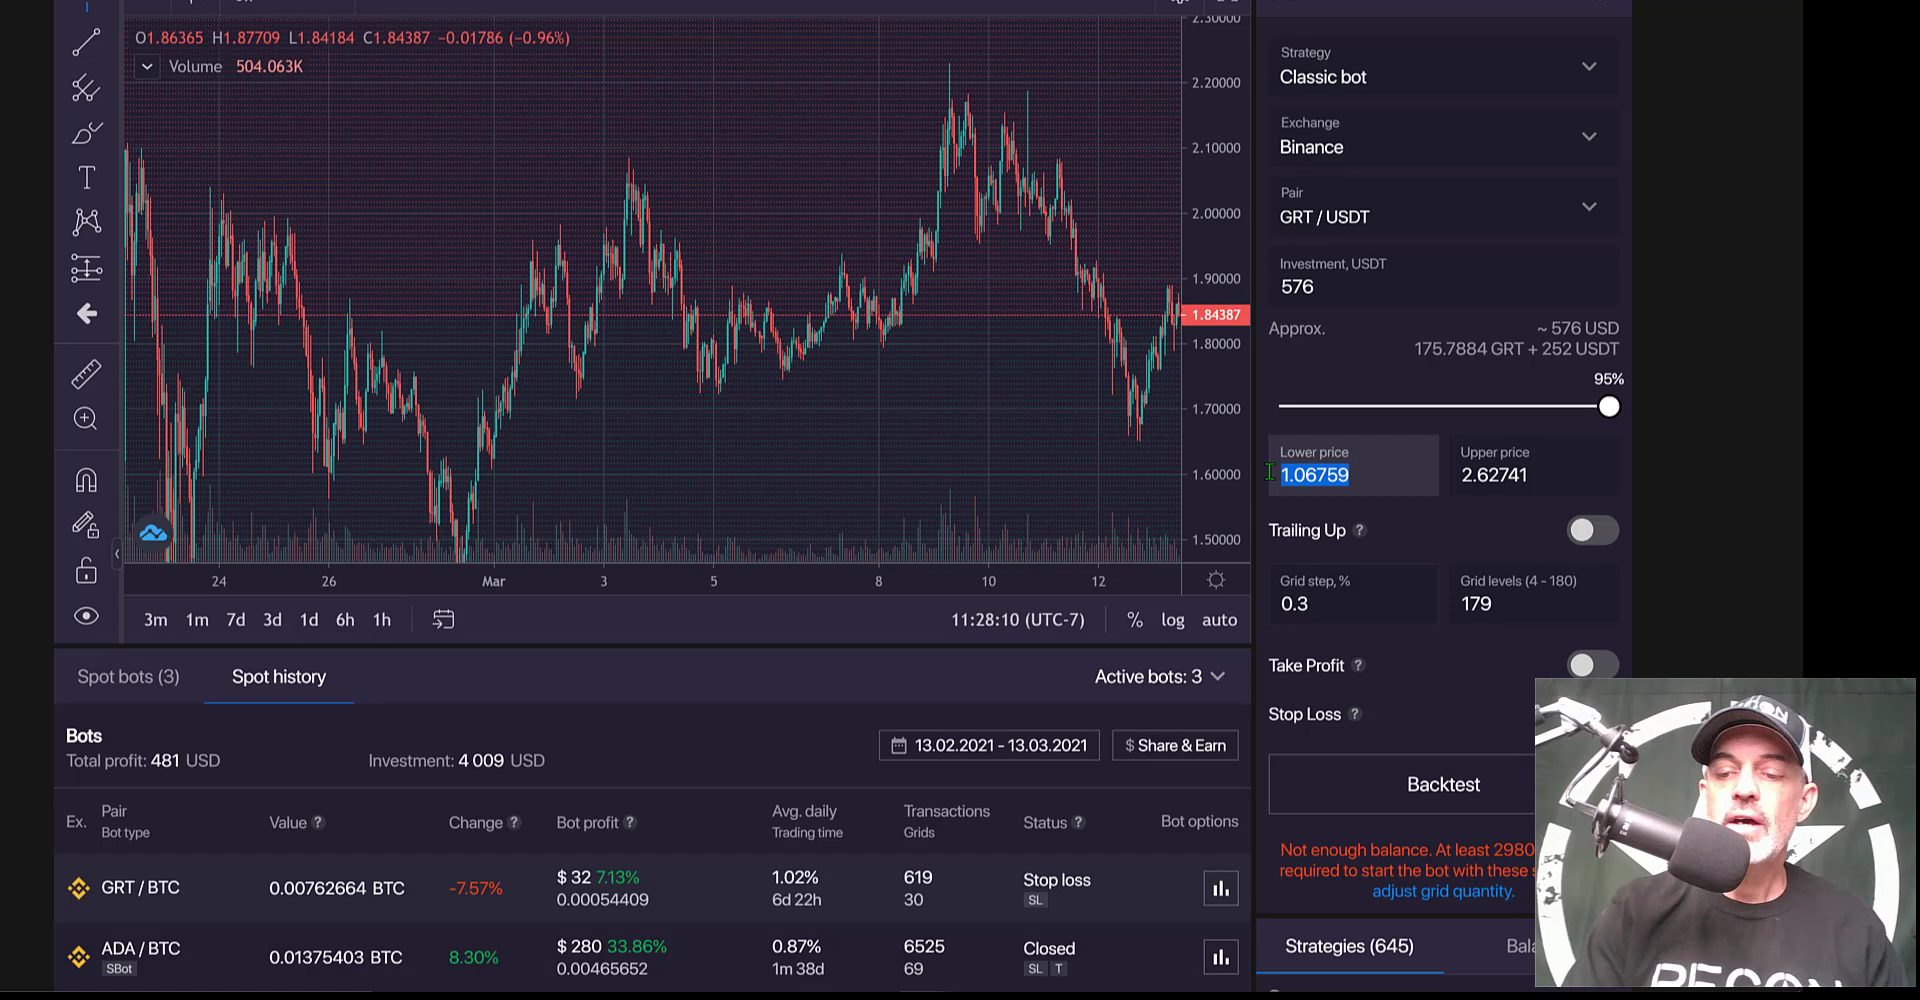 O1.86365 H1.87709 L1.84184 C1.84387 −0.01786 (−0.96%)
Volume 504.063K
2.30000
2.20000
2.10000
2.00000
1.90000
1.84387
1.80000
1.70000
1.60000
1.50000
24 26 Mar 3 5 8 10 12
3m 1m 7d 3d 1d 6h 1h
11:28:10 (UTC-7)
% log auto
Strategy
Classic bot
Exchange
Binance
Pair
GRT / USDT
Investment, USDT
576
Approx. ~ 576 USD
175.7884 GRT + 252 USDT
95%
Lower price Upper price
1.06759 2.62741
Trailing Up ?
Grid step, % Grid levels (4 - 180)
0.3 179
Take Profit ?
Stop Loss ?
Backtest
Not enough balance. At least 2980
required to start the bot with these s
adjust grid quantity.
Strategies (645) Bala
Spot bots (3) Spot history Active bots: 3
Bots
Total profit: 481 USD Investment: 4 009 USD
13.02.2021 - 13.03.2021
$ Share & Earn
Ex. Pair Value ? Change ? Bot profit ? Avg. daily Transactions Status ? Bot options
Bot type Trading time Grids
GRT / BTC 0.00762664 BTC -7.57% $ 32 7.13% 1.02% 619 Stop loss
0.00054409 6d 22h 30 SL
ADA / BTC 0.01375403 BTC 8.30% $ 280 33.86% 0.87% 6525 Closed
SBot 0.00465652 1m 38d 69 SL T
RECON